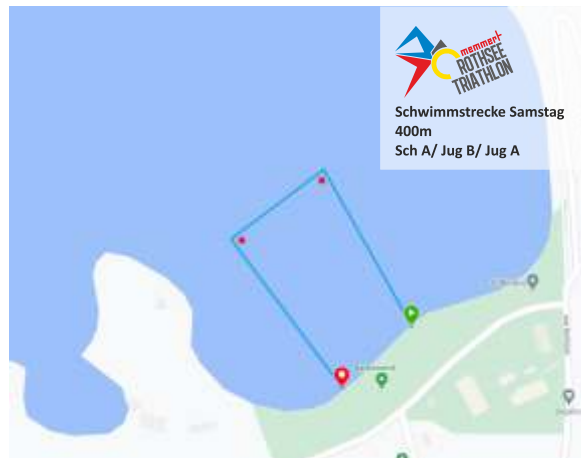 memmert
ROTHSEE
TRIATHLON
Schwimmstrecke Samstag
400m
Sch A/ Jug B/ Jug A